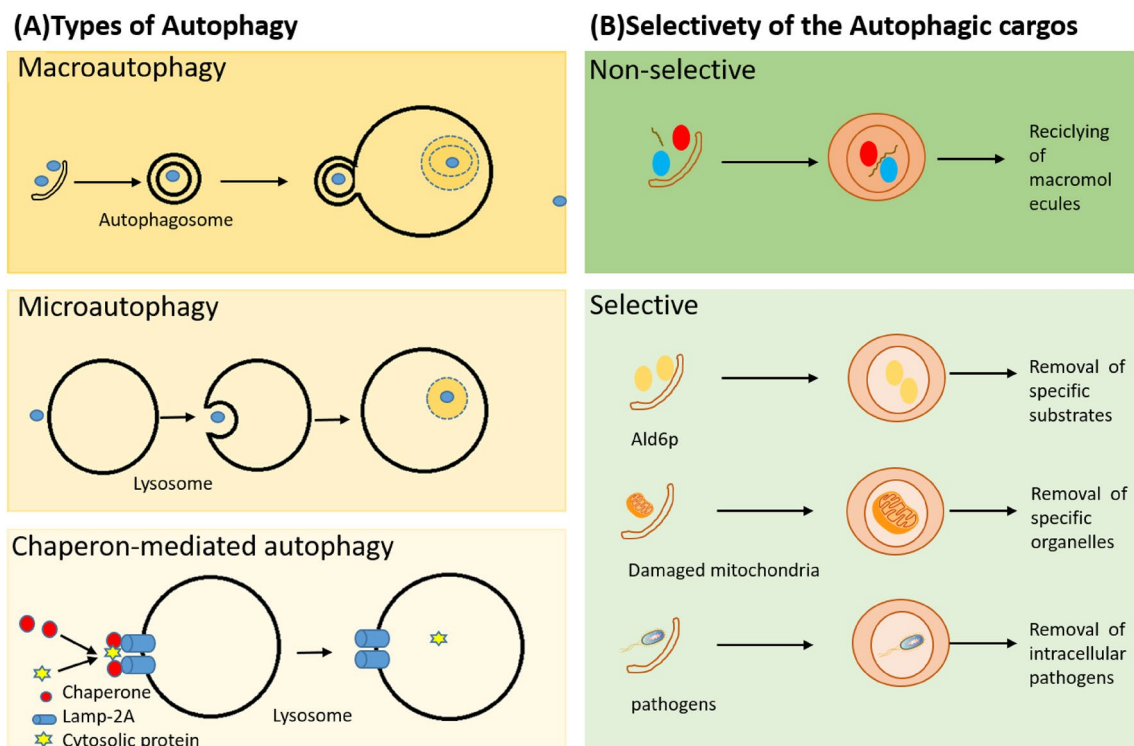 (A)Types of Autophagy
Macroautophagy
Autophagosome
Microautophagy
Lysosome
Chaperon-mediated autophagy
Chaperone
Lamp-2A
Cytosolic protein
Lysosome
(B)Selectivety of the Autophagic cargos
Non-selective
Reciclying
of
macromol
ecules
Selective
Ald6p
Removal of
specific
substrates
Damaged mitochondria
Removal of
specific
organelles
pathogens
Removal of
intracellular
pathogens